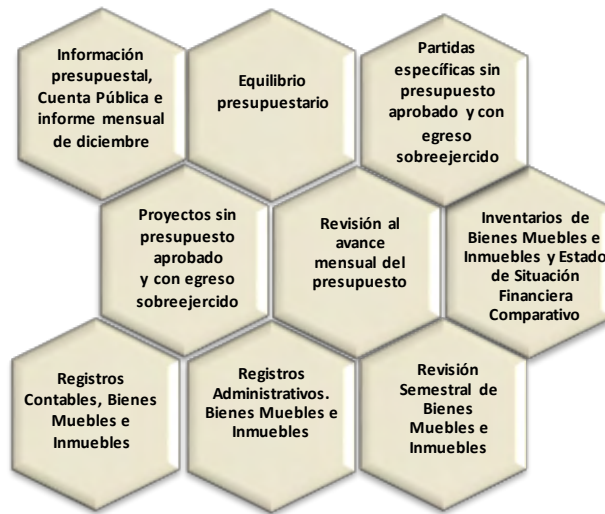 Información
presupuestal,
Cuenta Pública e
informe mensual
de diciembre
Equilibrio
presupuestario
Partidas
específicas sin
presupuesto
aprobado y con
egreso
sobreejercido
Proyectos sin
presupuesto
aprobado
y con egreso
sobreejercido
Revisión al
avance
mensual del
presupuesto
Inventarios de
Bienes Muebles e
Inmuebles y Estado
de Situación
Financiera
Comparativo
Registros
Contables, Bienes
Muebles e
Inmuebles
Registros
Administrativos.
Bienes Muebles e
Inmuebles
Revisión
Semestral de
Bienes
Muebles e
Inmuebles